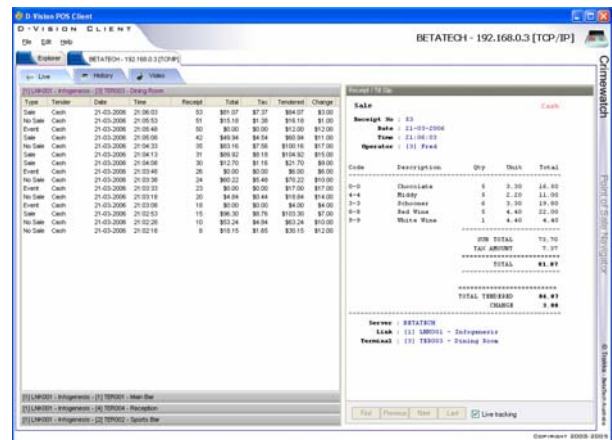 D-Vision POS Client
D-VISION CLIENT
File Edit Help
BETATECH - 192.168.0.3 [TCP/IP]
Explorer BETATECH - 192.168.0.3 [TCP/IP]
Live History Video
[1] LNK001 - Infogenesis - [3] TER003 - Dining Room
Type Tender Date Time Receipt Total Tax Tendered Change
Sale Cash 21-03-2006 21:06:03 53 $81.07 $7.37 $84.07 $3.00
No Sale Cash 21-03-2006 21:05:53 51 $15.18 $1.38 $16.18 $1.00
Event Cash 21-03-2006 21:05:48 50 $0.00 $0.00 $12.00 $12.00
Sale Cash 21-03-2006 21:05:08 42 $49.94 $4.54 $60.94 $11.00
No Sale Cash 21-03-2006 21:04:33 35 $83.16 $7.56 $100.16 $17.00
Sale Cash 21-03-2006 21:04:13 31 $89.92 $8.18 $104.92 $15.00
Sale Cash 21-03-2006 21:04:08 30 $12.70 $1.16 $21.70 $9.00
Event Cash 21-03-2006 21:03:48 26 $0.00 $0.00 $6.00 $6.00
No Sale Cash 21-03-2006 21:03:38 24 $60.22 $5.48 $70.22 $10.00
Event Cash 21-03-2006 21:03:33 23 $0.00 $0.00 $17.00 $17.00
No Sale Cash 21-03-2006 21:03:18 20 $4.84 $0.44 $18.84 $14.00
Event Cash 21-03-2006 21:03:08 18 $0.00 $0.00 $4.00 $4.00
Sale Cash 21-03-2006 21:02:53 15 $96.30 $8.76 $103.30 $7.00
No Sale Cash 21-03-2006 21:02:28 10 $53.24 $4.84 $63.24 $10.00
No Sale Cash 21-03-2006 21:02:18 8 $18.15 $1.65 $30.15 $12.00
[1] LNK001 - Infogenesis - [1] TER001 - Main Bar
[1] LNK001 - Infogenesis - [4] TER004 - Reception
[1] LNK001 - Infogenesis - [2] TER002 - Sports Bar
Receipt / Till Slip
Sale Cash
Receipt No : 53
Date : 21-03-2006
Time : 21:06:03
Operator : [3] Fred
Code Description Qty Unit Total
0-0 Chocolate 5 3.30 16.50
4-4 Middy 5 2.20 11.00
3-3 Schooner 6 3.30 19.80
8-8 Red Wine 5 4.40 22.00
9-9 White Wine 1 4.40 4.40
SUB TOTAL 73.70
TAX AMOUNT 7.37
TOTAL 81.07
TOTAL TENDERED 84.07
CHANGE 3.00
Server : BETATECH
Link : [1] LNK001 - Infogenesis
Terminal : [3] TER003 - Dining Room
First Previous Next Last Live tracking
Crimewatch
Point of Sale Navigator
COPYRIGHT 2000-2005